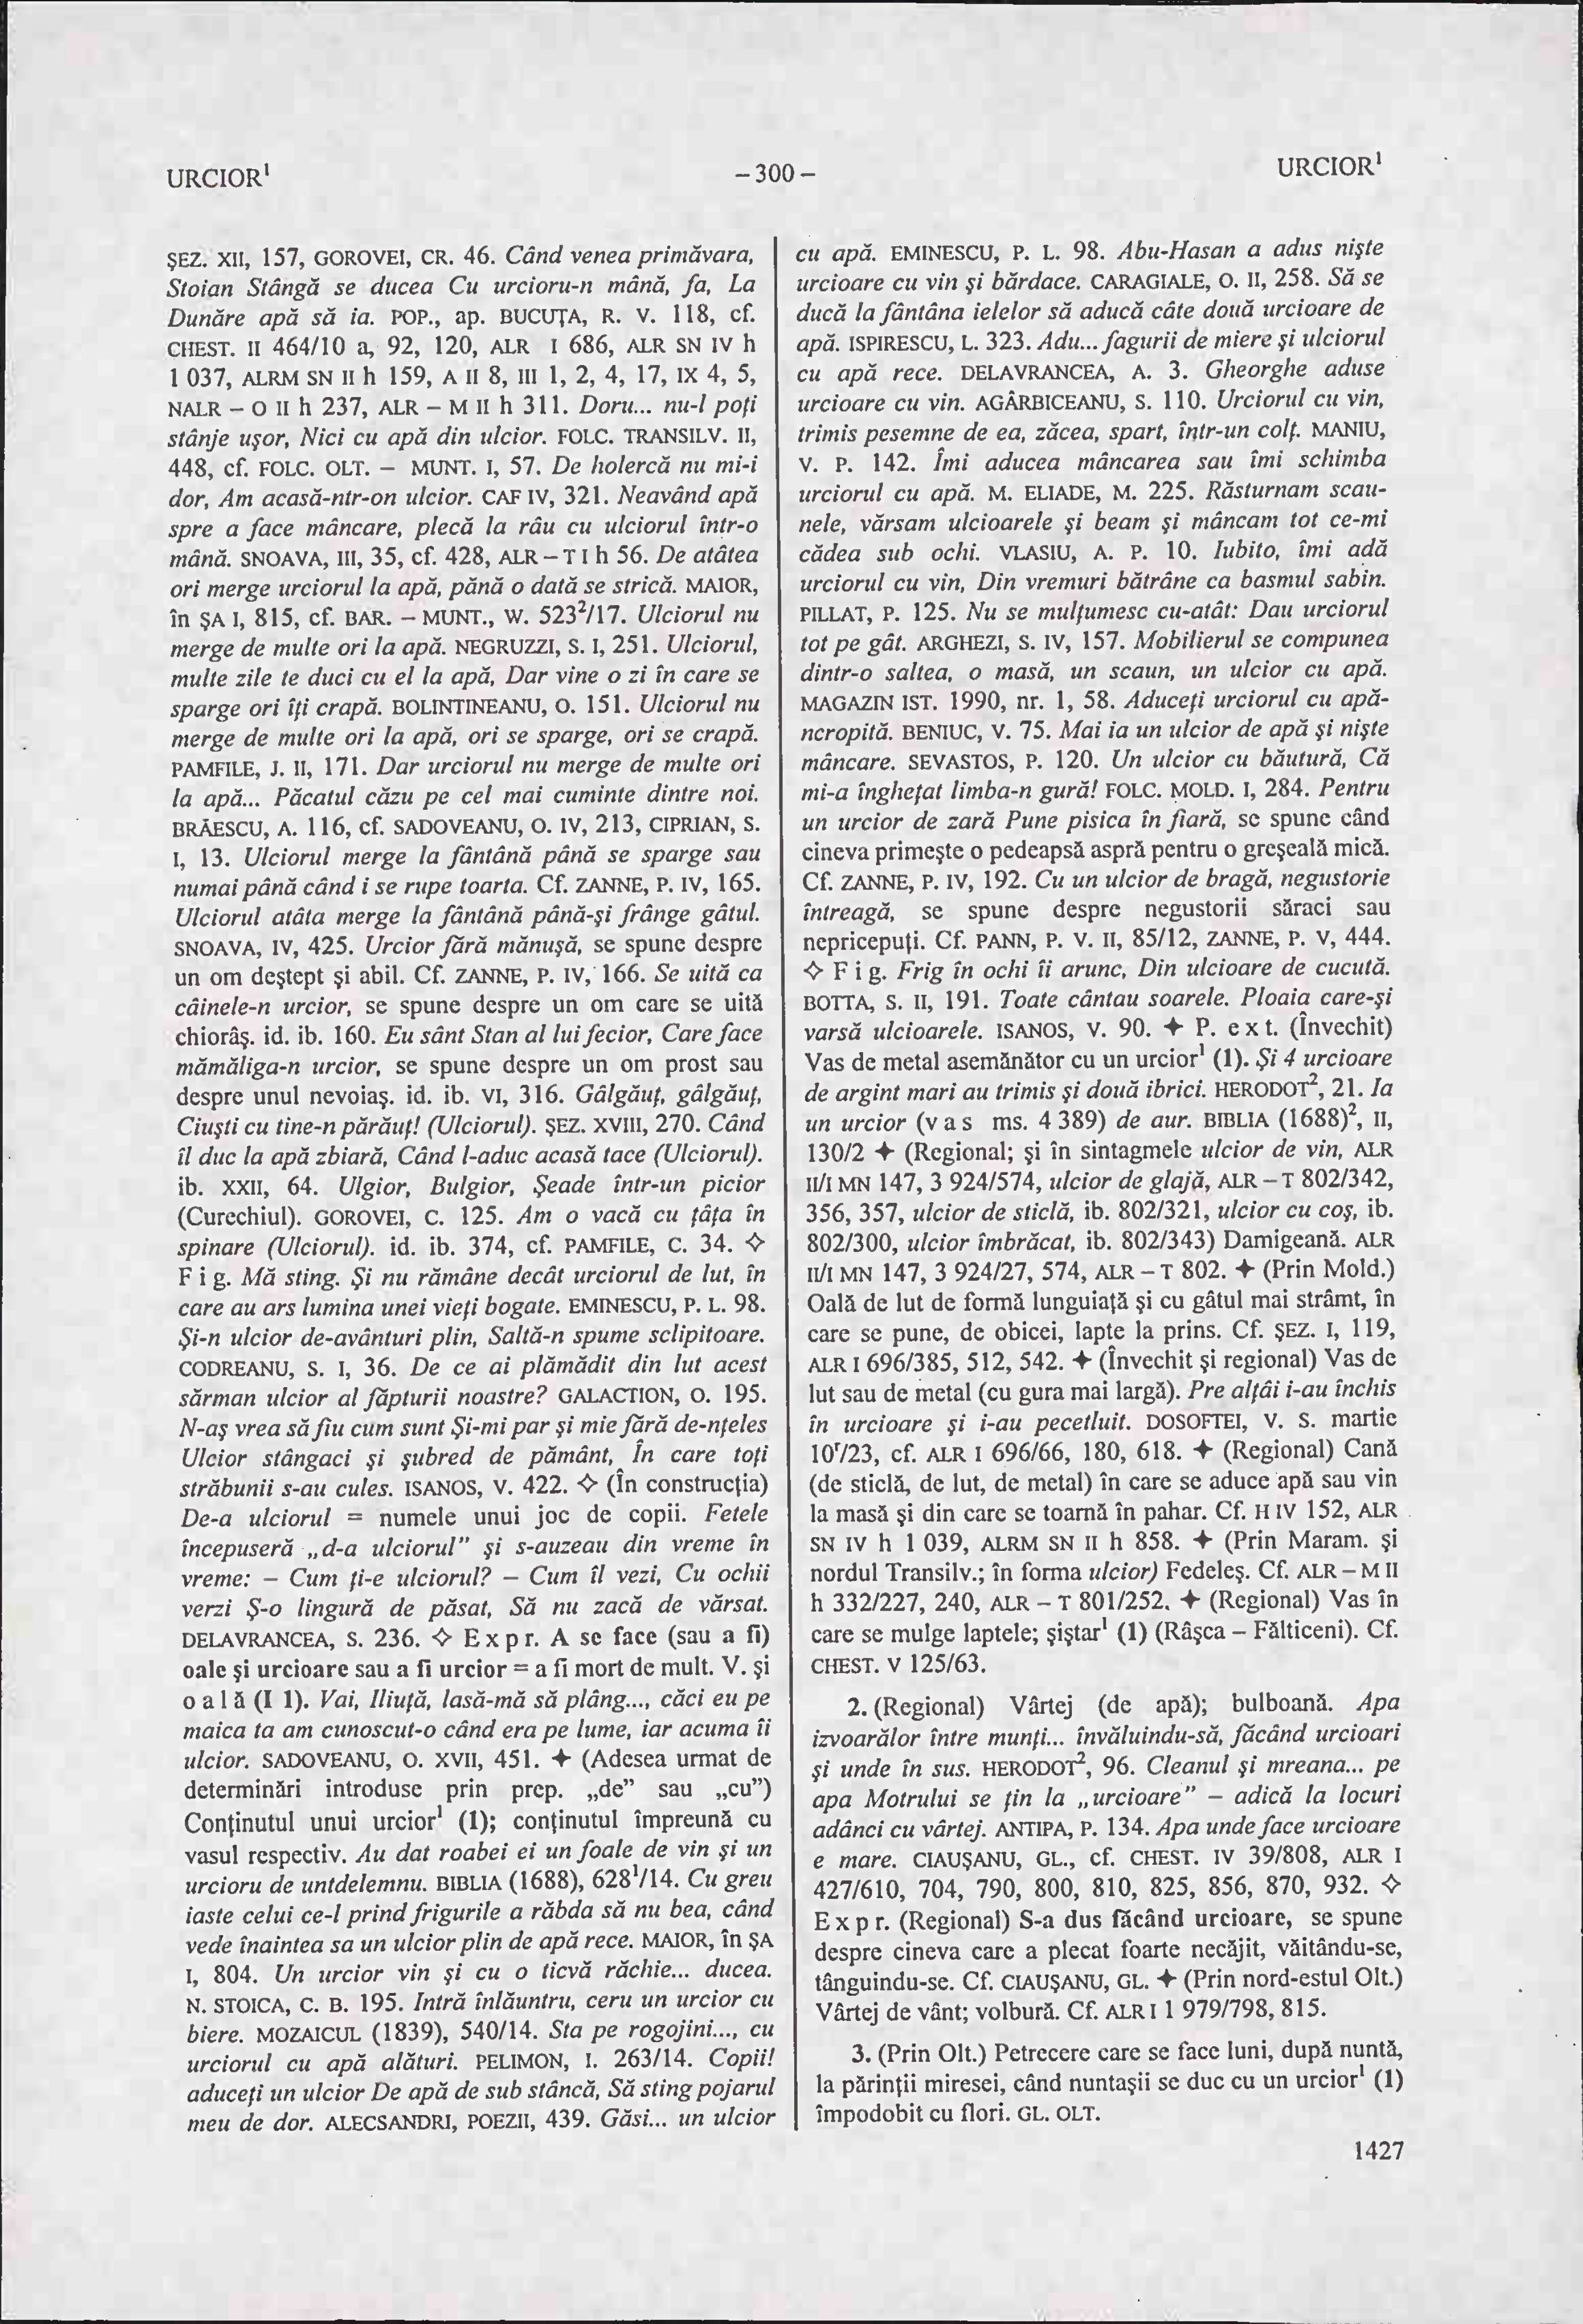 URCIOR¹
– 300 –
URCIOR¹
ŞEZ. XII, 157, GOROVEI, CR. 46. Când venea primăvara,
Stoian Stângă se ducea Cu urcioru-n mână, fa, La
Dunăre apă să ia. POP., ap. BUCUŢA, R. V. 118, cf.
CHEST. II 464/10 a, 92, 120, ALR I 686, ALR SN IV h
1 037, ALRM SN II h 159, A II 8, III 1, 2, 4, 17, IX 4, 5,
NALR – O II h 237, ALR – M II h 311. Doru... nu-l poţi
stânje uşor, Nici cu apă din ulcior. FOLC. TRANSILV. II,
448, cf. FOLC. OLT. – MUNT. I, 57. De holercă nu mi-i
dor, Am acasă-ntr-on ulcior. CAF IV, 321. Neavând apă
spre a face mâncare, plecă la râu cu ulciorul într-o
mână. SNOAVA, III, 35, cf. 428, ALR – T I h 56. De atâtea
ori merge urciorul la apă, până o dată se strică. MAIOR,
în ŞA I, 815, cf. BAR. – MUNT., W. 523²/17. Ulciorul nu
merge de multe ori la apă. NEGRUZZI, S. I, 251. Ulciorul,
multe zile te duci cu el la apă, Dar vine o zi în care se
sparge ori îţi crapă. BOLINTINEANU, O. 151. Ulciorul nu
merge de multe ori la apă, ori se sparge, ori se crapă.
PAMFILE, J. II, 171. Dar urciorul nu merge de multe ori
la apă... Păcatul căzu pe cel mai cuminte dintre noi.
BRĂESCU, A. 116, cf. SADOVEANU, O. IV, 213, CIPRIAN, S.
I, 13. Ulciorul merge la fântână până se sparge sau
numai până când i se rupe toarta. Cf. ZANNE, P. IV, 165.
Ulciorul atâta merge la fântână până-şi frânge gâtul.
SNOAVA, IV, 425. Urcior fără mănuşă, se spune despre
un om deştept şi abil. Cf. ZANNE, P. IV, 166. Se uită ca
câinele-n urcior, se spune despre un om care se uită
chiorâş. id. ib. 160. Eu sânt Stan al lui fecior, Care face
mămăliga-n urcior, se spune despre un om prost sau
despre unul nevoiaş. id. ib. VI, 316. Gâlgăuţ, gâlgăuţ,
Ciuşti cu tine-n părăuţ! (Ulciorul). ŞEZ. XVIII, 270. Când
îl duc la apă zbiară, Când l-aduc acasă tace (Ulciorul).
ib. XXII, 64. Ulgior, Bulgior, Şeade într-un picior
(Curechiul). GOROVEI, C. 125. Am o vacă cu ţâţa în
spinare (Ulciorul). id. ib. 374, cf. PAMFILE, C. 34. ◇
F i g. Mă sting. Şi nu rămâne decât urciorul de lut, în
care au ars lumina unei vieţi bogate. EMINESCU, P. L. 98.
Şi-n ulcior de-avânturi plin, Saltă-n spume sclipitoare.
CODREANU, S. I, 36. De ce ai plămădit din lut acest
sărman ulcior al făpturii noastre? GALACTION, O. 195.
N-aş vrea să fiu cum sunt Şi-mi par şi mie fără de-nţeles
Ulcior stângaci şi şubred de pământ, În care toţi
străbunii s-au cules. ISANOS, V. 422. ◇ (În construcţia)
De-a ulciorul = numele unui joc de copii. Fetele
începuseră „d-a ulciorul” şi s-auzeau din vreme în
vreme: – Cum ţi-e ulciorul? – Cum îl vezi, Cu ochii
verzi Ş-o lingură de păsat, Să nu zacă de vărsat.
DELAVRANCEA, S. 236. ◇ E x p r. A se face (sau a fi)
oale şi urcioare sau a fi urcior = a fi mort de mult. V. şi
o a l ă (I 1). Vai, Iliuţă, lasă-mă să plâng..., căci eu pe
maica ta am cunoscut-o când era pe lume, iar acuma îi
ulcior. SADOVEANU, O. XVII, 451. ✦ (Adesea urmat de
determinări introduse prin prep. „de” sau „cu”)
Conţinutul unui urcior¹ (1); conţinutul împreună cu
vasul respectiv. Au dat roabei ei un foale de vin şi un
urcioru de untdelemnu. BIBLIA (1688), 628¹/14. Cu greu
iaste celui ce-l prind frigurile a răbda să nu bea, când
vede înaintea sa un ulcior plin de apă rece. MAIOR, în ŞA
I, 804. Un urcior vin şi cu o ticvă răchie... ducea.
N. STOICA, C. B. 195. Intră înlăuntru, ceru un urcior cu
biere. MOZAICUL (1839), 540/14. Sta pe rogojini..., cu
urciorul cu apă alături. PELIMON, I. 263/14. Copii!
aduceţi un ulcior De apă de sub stâncă, Să sting pojarul
meu de dor. ALECSANDRI, POEZII, 439. Găsi... un ulcior
cu apă. EMINESCU, P. L. 98. Abu-Hasan a adus nişte
urcioare cu vin şi bărdace. CARAGIALE, O. II, 258. Să se
ducă la fântâna ielelor să aducă câte două urcioare de
apă. ISPIRESCU, L. 323. Adu... fagurii de miere şi ulciorul
cu apă rece. DELAVRANCEA, A. 3. Gheorghe aduse
urcioare cu vin. AGÂRBICEANU, S. 110. Urciorul cu vin,
trimis pesemne de ea, zăcea, spart, într-un colţ. MANIU,
V. P. 142. Îmi aducea mâncarea sau îmi schimba
urciorul cu apă. M. ELIADE, M. 225. Răsturnam scau-
nele, vărsam ulcioarele şi beam şi mâncam tot ce-mi
cădea sub ochi. VLASIU, A. P. 10. Iubito, îmi adă
urciorul cu vin, Din vremuri bătrâne ca basmul sabin.
PILLAT, P. 125. Nu se mulţumesc cu-atât: Dau urciorul
tot pe gât. ARGHEZI, S. IV, 157. Mobilierul se compunea
dintr-o saltea, o masă, un scaun, un ulcior cu apă.
MAGAZIN IST. 1990, nr. 1, 58. Aduceţi urciorul cu apă-
ncropită. BENIUC, V. 75. Mai ia un ulcior de apă şi nişte
mâncare. SEVASTOS, P. 120. Un ulcior cu băutură, Că
mi-a îngheţat limba-n gură! FOLC. MOLD. I, 284. Pentru
un urcior de zară Pune pisica în fiară, se spune când
cineva primeşte o pedeapsă aspră pentru o greşeală mică.
Cf. ZANNE, P. IV, 192. Cu un ulcior de bragă, negustorie
întreagă, se spune despre negustorii săraci sau
nepricepuţi. Cf. PANN, P. V. II, 85/12, ZANNE, P. V, 444.
◇ F i g. Frig în ochi îi arunc, Din ulcioare de cucută.
BOTTA, S. II, 191. Toate cântau soarele. Ploaia care-şi
varsă ulcioarele. ISANOS, V. 90. ✦ P. e x t. (Învechit)
Vas de metal asemănător cu un urcior¹ (1). Şi 4 urcioare
de argint mari au trimis şi două ibrici. HERODOT², 21. Ia
un urcior (v a s ms. 4 389) de aur. BIBLIA (1688)², II,
130/2 ✦ (Regional; şi în sintagmele ulcior de vin, ALR
II/I MN 147, 3 924/574, ulcior de glajă, ALR – T 802/342,
356, 357, ulcior de sticlă, ib. 802/321, ulcior cu coş, ib.
802/300, ulcior îmbrăcat, ib. 802/343) Damigeană. ALR
II/I MN 147, 3 924/27, 574, ALR – T 802. ✦ (Prin Mold.)
Oală de lut de formă lunguiaţă şi cu gâtul mai strâmt, în
care se pune, de obicei, lapte la prins. Cf. ŞEZ. I, 119,
ALR I 696/385, 512, 542. ✦ (Învechit şi regional) Vas de
lut sau de metal (cu gura mai largă). Pre alţâi i-au închis
în urcioare şi i-au pecetluit. DOSOFTEI, V. S. martie
10ʳ/23, cf. ALR I 696/66, 180, 618. ✦ (Regional) Cană
(de sticlă, de lut, de metal) în care se aduce apă sau vin
la masă şi din care se toarnă în pahar. Cf. H IV 152, ALR
SN IV h 1 039, ALRM SN II h 858. ✦ (Prin Maram. şi
nordul Transilv.; în forma ulcior) Fedeleş. Cf. ALR – M II
h 332/227, 240, ALR – T 801/252. ✦ (Regional) Vas în
care se mulge laptele; şiştar¹ (1) (Râşca – Fălticeni). Cf.
CHEST. V 125/63.
2. (Regional) Vârtej (de apă); bulboană. Apa
izvoarălor între munţi... învăluindu-să, făcând urcioari
şi unde în sus. HERODOT², 96. Cleanul şi mreana... pe
apa Motrului se ţin la „urcioare” – adică la locuri
adânci cu vârtej. ANTIPA, P. 134. Apa unde face urcioare
e mare. CIAUŞANU, GL., cf. CHEST. IV 39/808, ALR I
427/610, 704, 790, 800, 810, 825, 856, 870, 932. ◇
E x p r. (Regional) S-a dus făcând urcioare, se spune
despre cineva care a plecat foarte necăjit, văitându-se,
tânguindu-se. Cf. CIAUŞANU, GL. ✦ (Prin nord-estul Olt.)
Vârtej de vânt; volbură. Cf. ALR I 1 979/798, 815.
3. (Prin Olt.) Petrecere care se face luni, după nuntă,
la părinţii miresei, când nuntaşii se duc cu un urcior¹ (1)
împodobit cu flori. GL. OLT.
1427